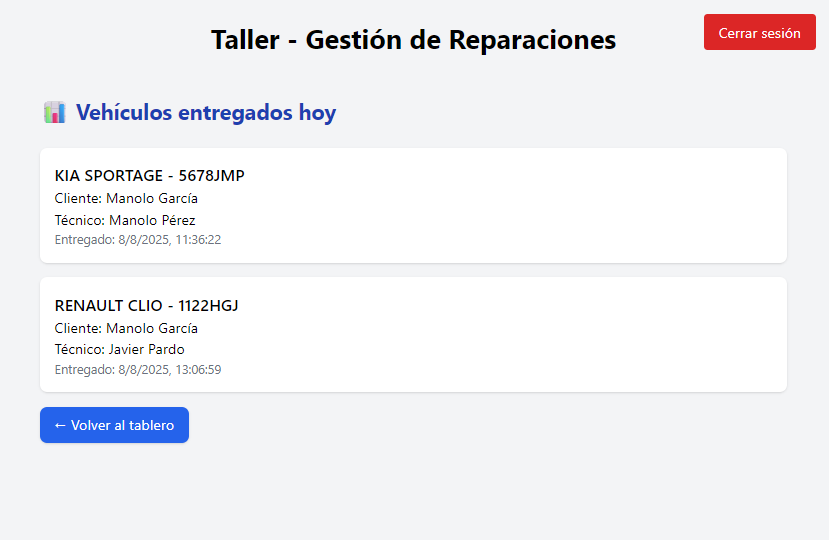 Taller - Gestión de Reparaciones
Cerrar sesión
Vehículos entregados hoy
KIA SPORTAGE - 5678JMP
Cliente: Manolo García
Técnico: Manolo Pérez
Entregado: 8/8/2025, 11:36:22
RENAULT CLIO - 1122HGJ
Cliente: Manolo García
Técnico: Javier Pardo
Entregado: 8/8/2025, 13:06:59
← Volver al tablero